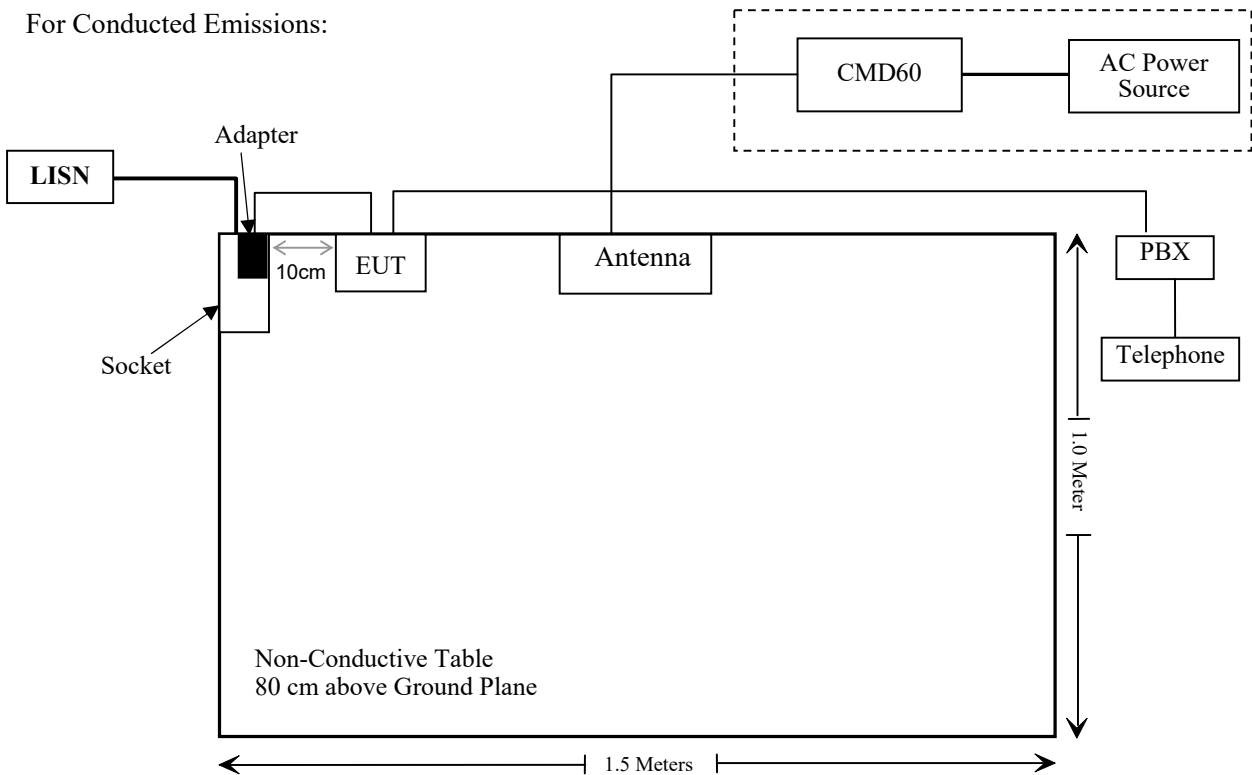 For Conducted Emissions:
CMD60
AC Power
Source
Adapter
LISN
10cm
EUT
Antenna
PBX
Socket
Telephone
1.0 Meter
Non-Conductive Table
80 cm above Ground Plane
1.5 Meters